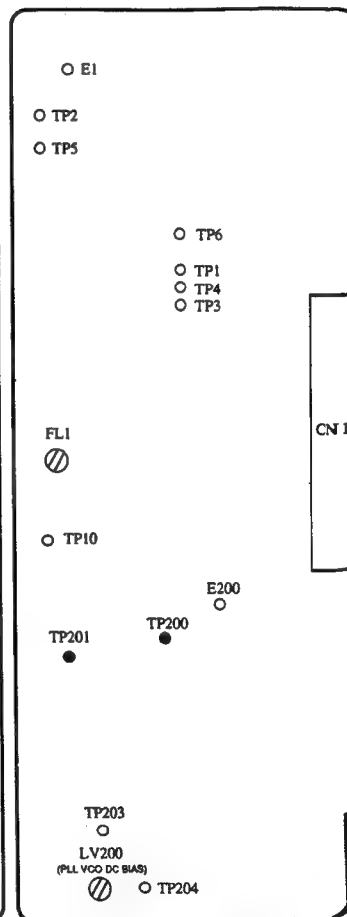 E1
TP2
TP5
TP6
TP1
TP4
TP3
CN 1
FL1
TP10
E200
TP200
TP201
TP203
LV200
(PLL VCO DC BIAS)
TP204